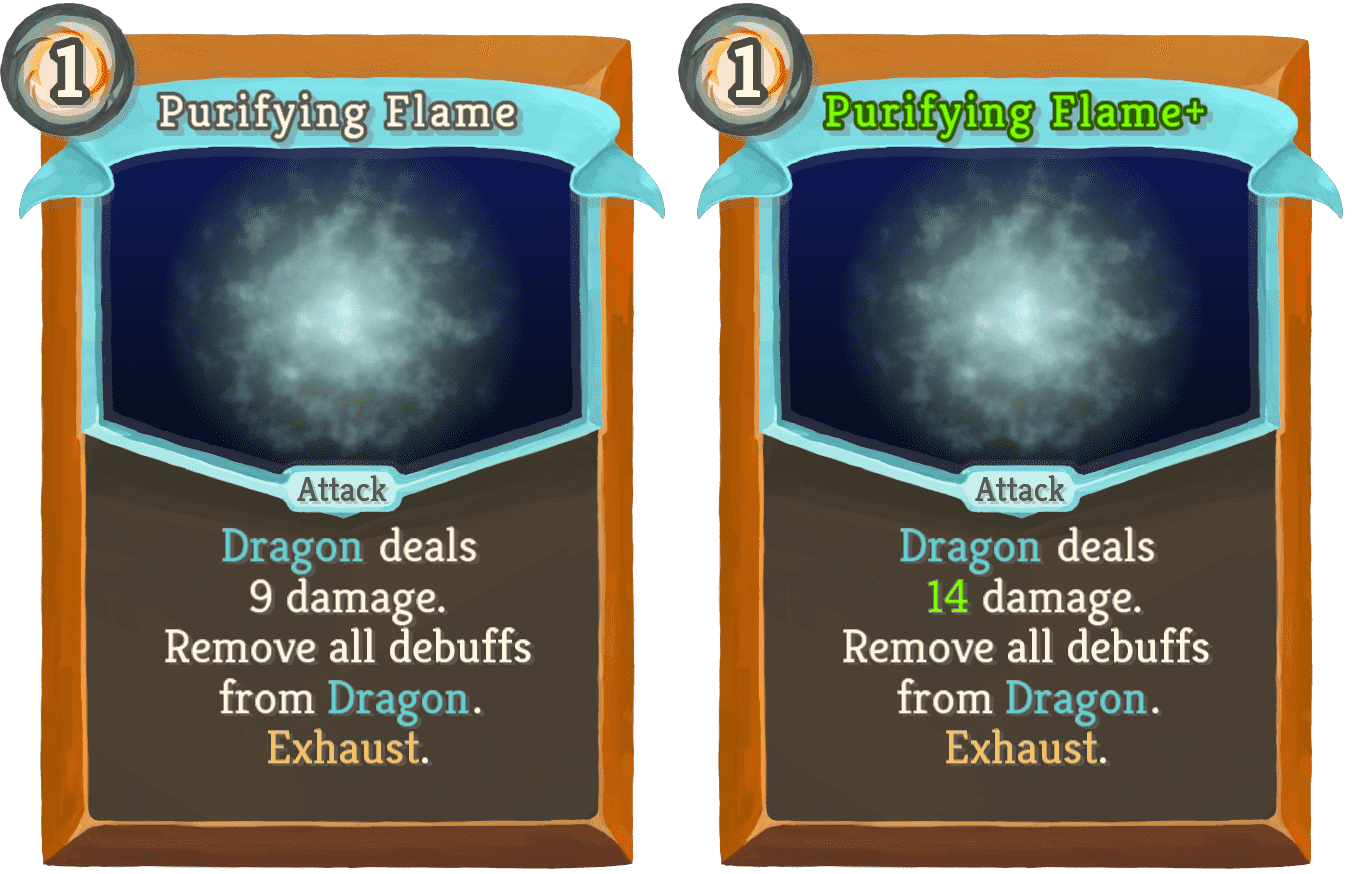 1
Purifying Flame
Attack
Dragon deals
9 damage.
Remove all debuffs
from Dragon.
Exhaust.
1
Purifying Flame+
Attack
Dragon deals
14 damage.
Remove all debuffs
from Dragon.
Exhaust.